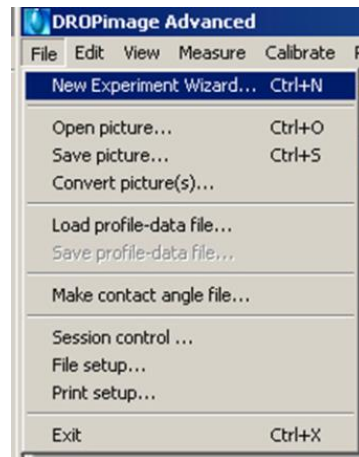 DROPimage Advanced
File Edit View Measure Calibrate
New Experiment Wizard... Ctrl+N
Open picture... Ctrl+O
Save picture... Ctrl+S
Convert picture(s)...
Load profile-data file...
Save profile-data file...
Make contact angle file...
Session control ...
File setup...
Print setup...
Exit Ctrl+X